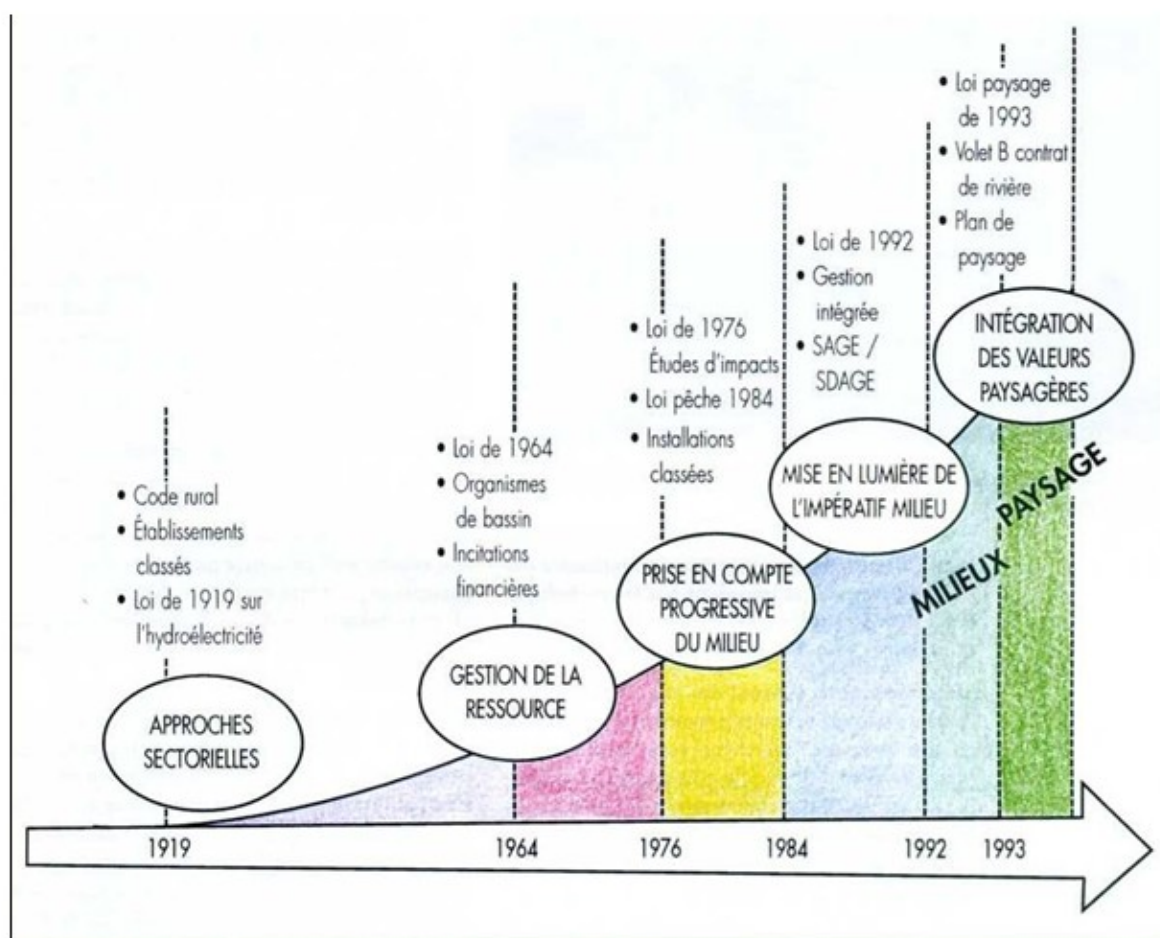 • Code rural
• Établissements
classés
• Loi de 1919 sur
l'hydroélectricité
APPROCHES
SECTORIELLES
• Loi de 1964
• Organismes
de bassin
• Incitations
financières
GESTION DE LA
RESSOURCE
• Loi de 1976
Études d'impacts
• Loi pêche 1984
• Installations
classées
PRISE EN COMPTE
PROGRESSIVE
DU MILIEU
• Loi de 1992
• Gestion
intégrée
• SAGE /
SDAGE
MISE EN LUMIÈRE DE
L'IMPÉRATIF MILIEU
• Loi paysage
de 1993
• Volet B contrat
de rivière
• Plan de
paysage
INTÉGRATION
DES VALEURS
PAYSAGÈRES
MILIEUX
PAYSAGE
1919
1964
1976
1984
1992
1993